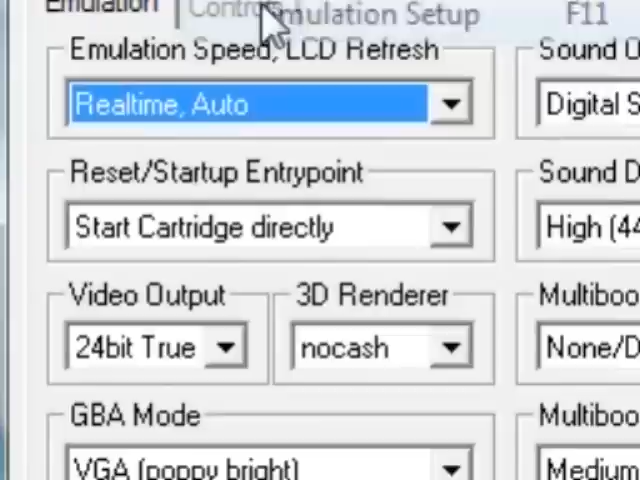 Emulation Contro Emulation Setup F11
Emulation Speed, LCD Refresh Sound O
Realtime, Auto Digital S
Reset/Startup Entrypoint Sound D
Start Cartridge directly High (44
Video Output 3D Renderer Multiboo
24bit True nocash None/D
GBA Mode Multiboo
VGA (poppy bright) Medium